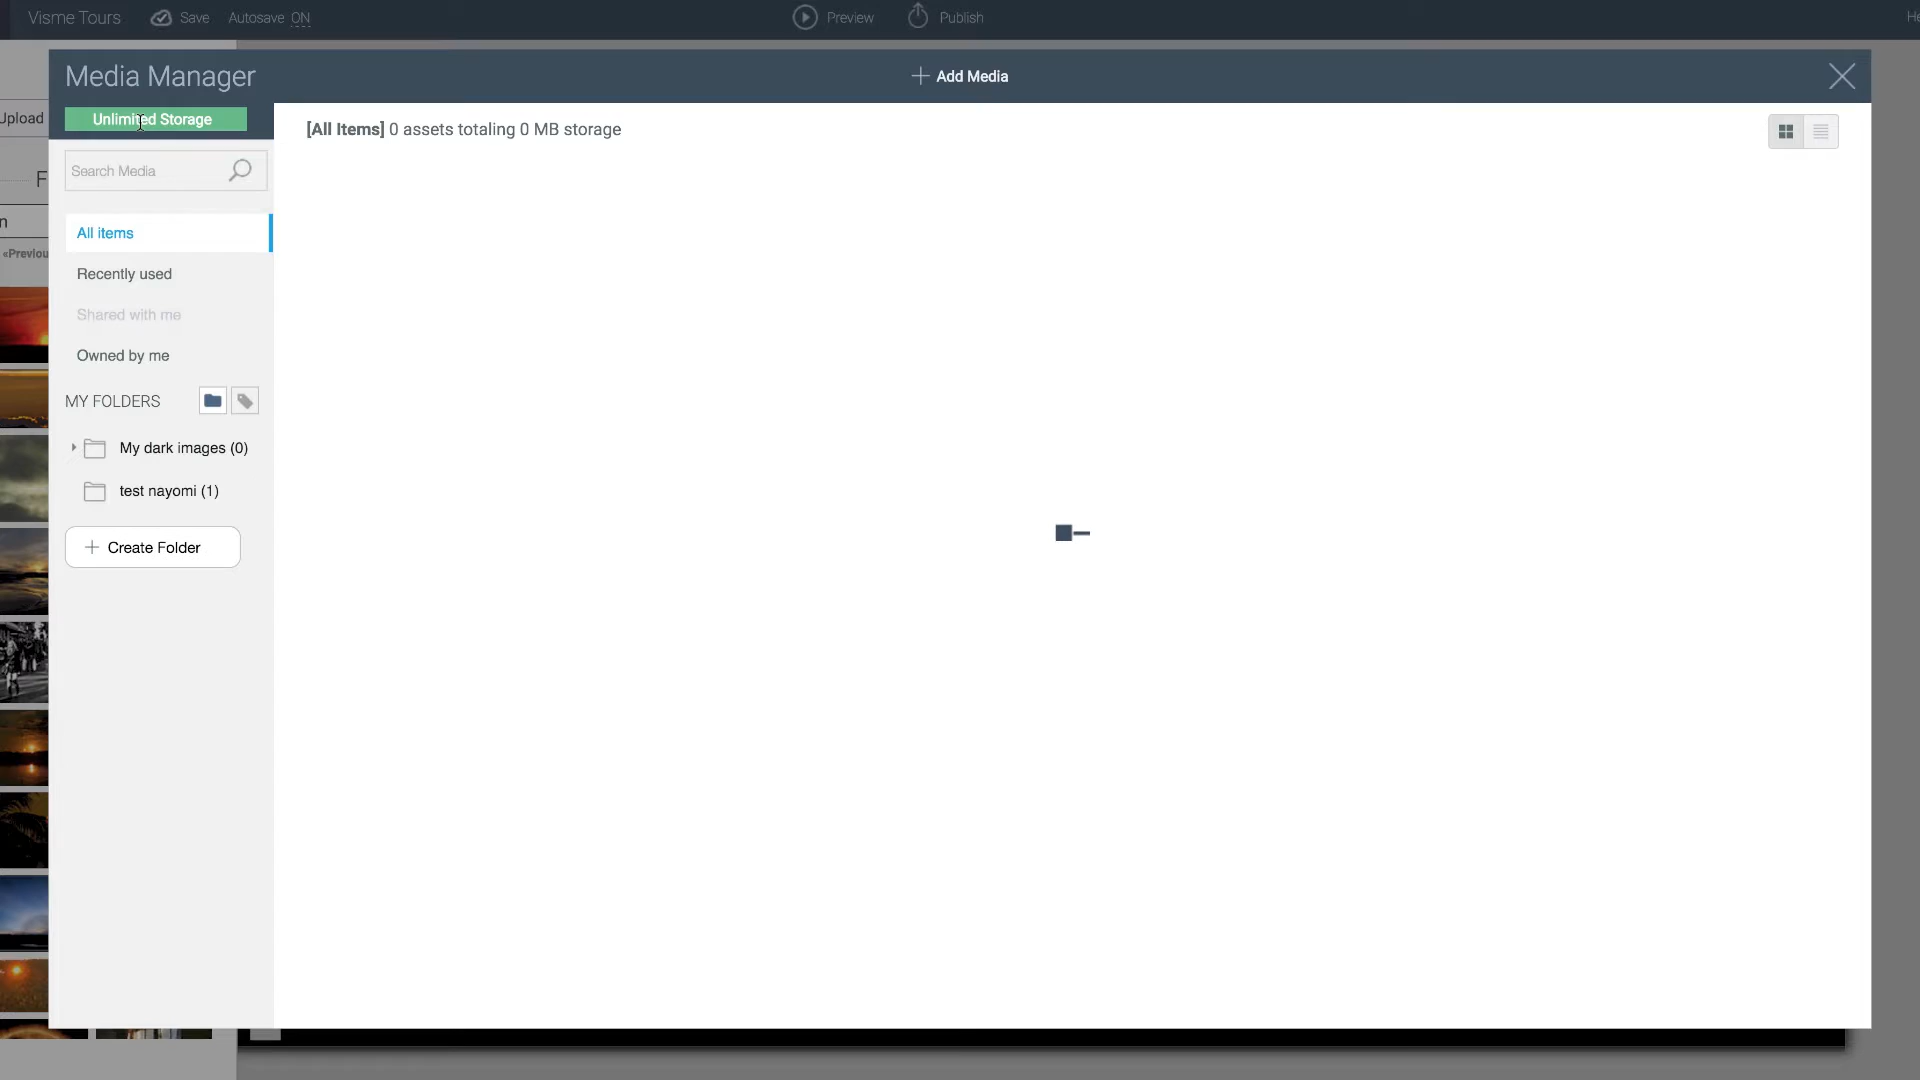 Visme Tours Save Autosave ON Preview Publish He
Media Manager
Add Media
Unlimited Storage
Upload
[All Items] 0 assets totaling 0 MB storage
Search Media
F
n
All items
«Previou
Recently used
Shared with me
Owned by me
MY FOLDERS
My dark images (0)
test nayomi (1)
Create Folder